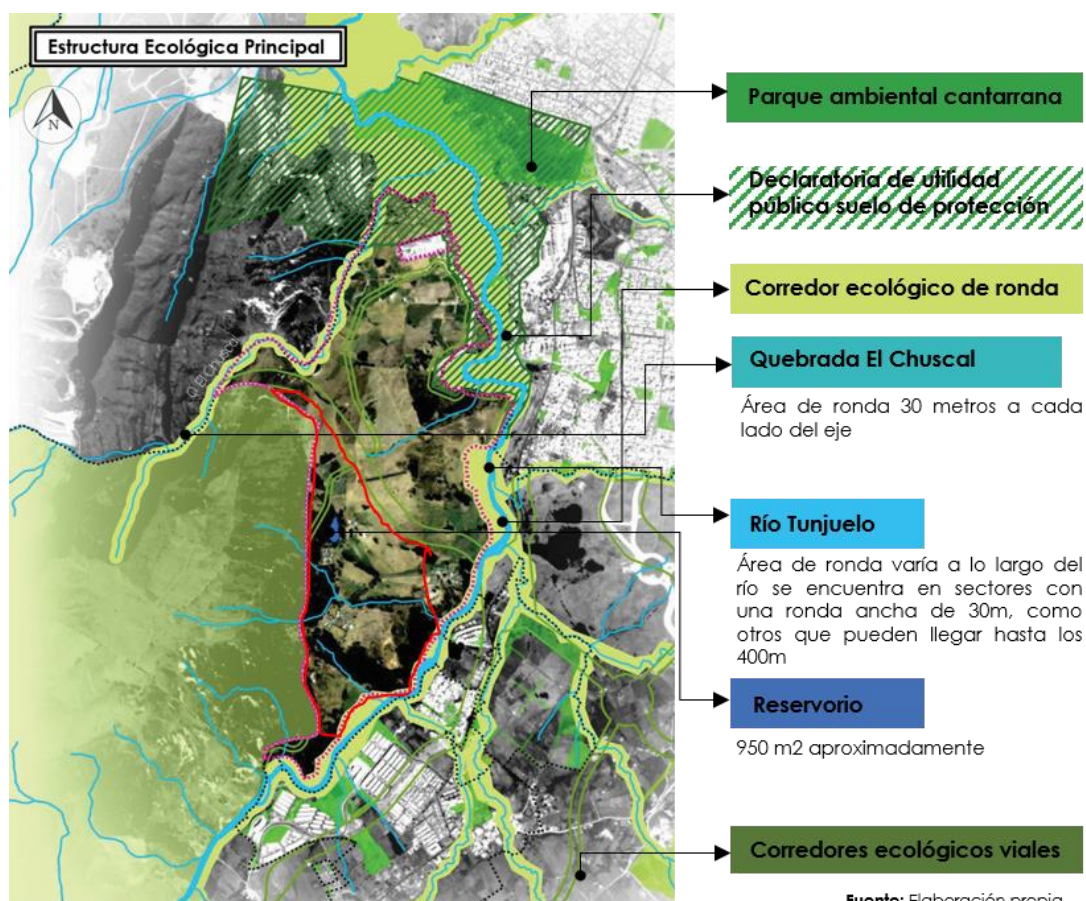 Estructura Ecológica Principal
N
Q. El Chuscal
Parque ambiental cantarrana
Declaratoria de utilidad
pública suelo de protección
Corredor ecológico de ronda
Quebrada El Chuscal
Área de ronda 30 metros a cada
lado del eje
Río Tunjuelo
Área de ronda varía a lo largo del
río se encuentra en sectores con
una ronda ancha de 30m, como
otros que pueden llegar hasta los
400m
Reservorio
950 m2 aproximadamente
Corredores ecológicos viales
Fuente: Elaboración propia